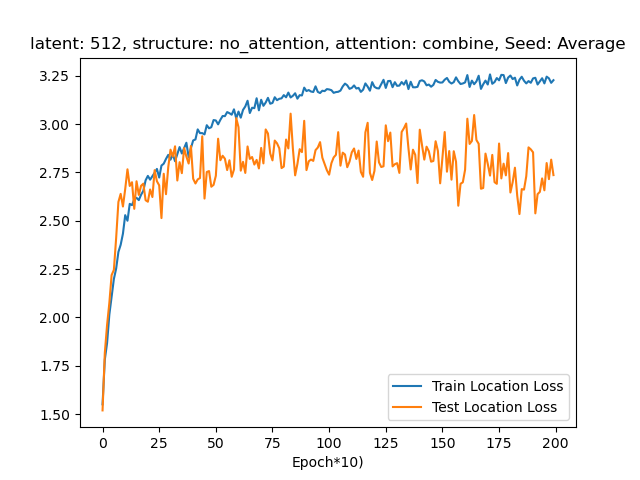 latent: 512, structure: no_attention, attention: combine, Seed: Average
3.25
3.00
2.75
2.50
2.25
2.00
1.75
1.50
0 25 50 75 100 125 150 175 200
Epoch*10)
Train Location Loss
Test Location Loss